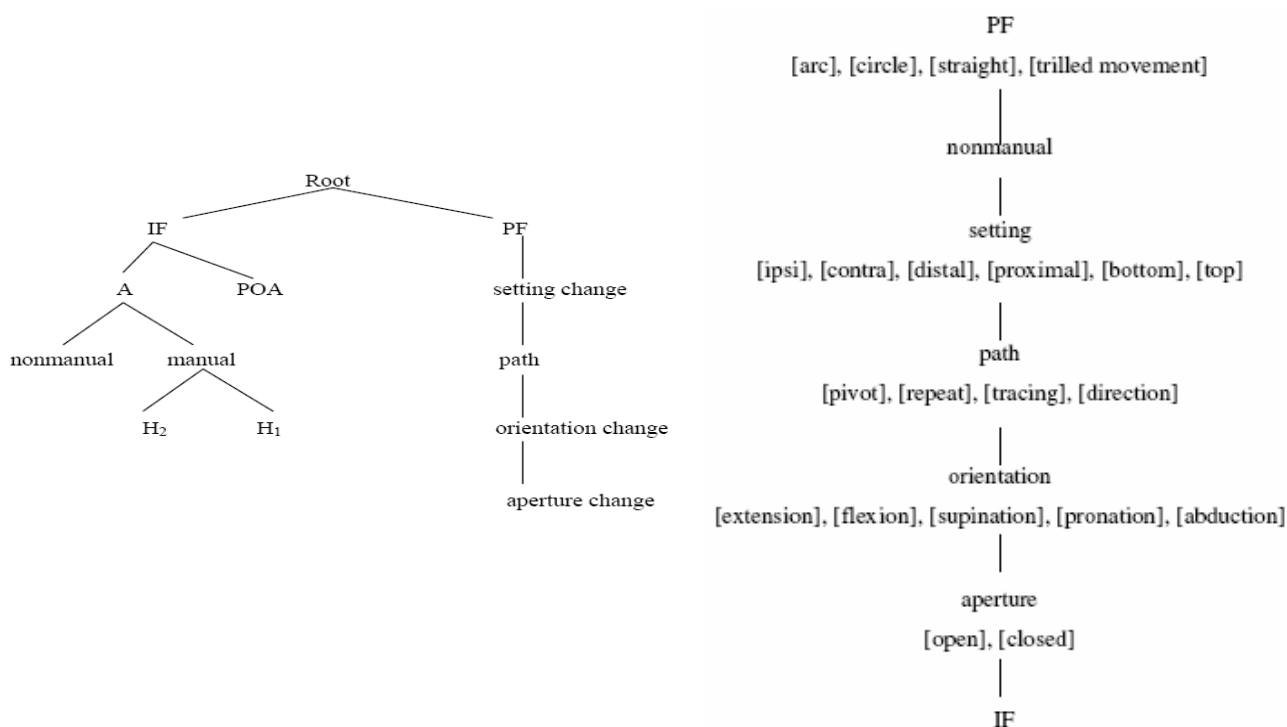 Root
IF PF
A POA setting change
nonmanual manual path
H₂ H₁ orientation change
aperture change
PF
[arc], [circle], [straight], [trilled movement]
nonmanual
setting
[ipsi], [contra], [distal], [proximal], [bottom], [top]
path
[pivot], [repeat], [tracing], [direction]
orientation
[extension], [flexion], [supination], [pronation], [abduction]
aperture
[open], [closed]
IF